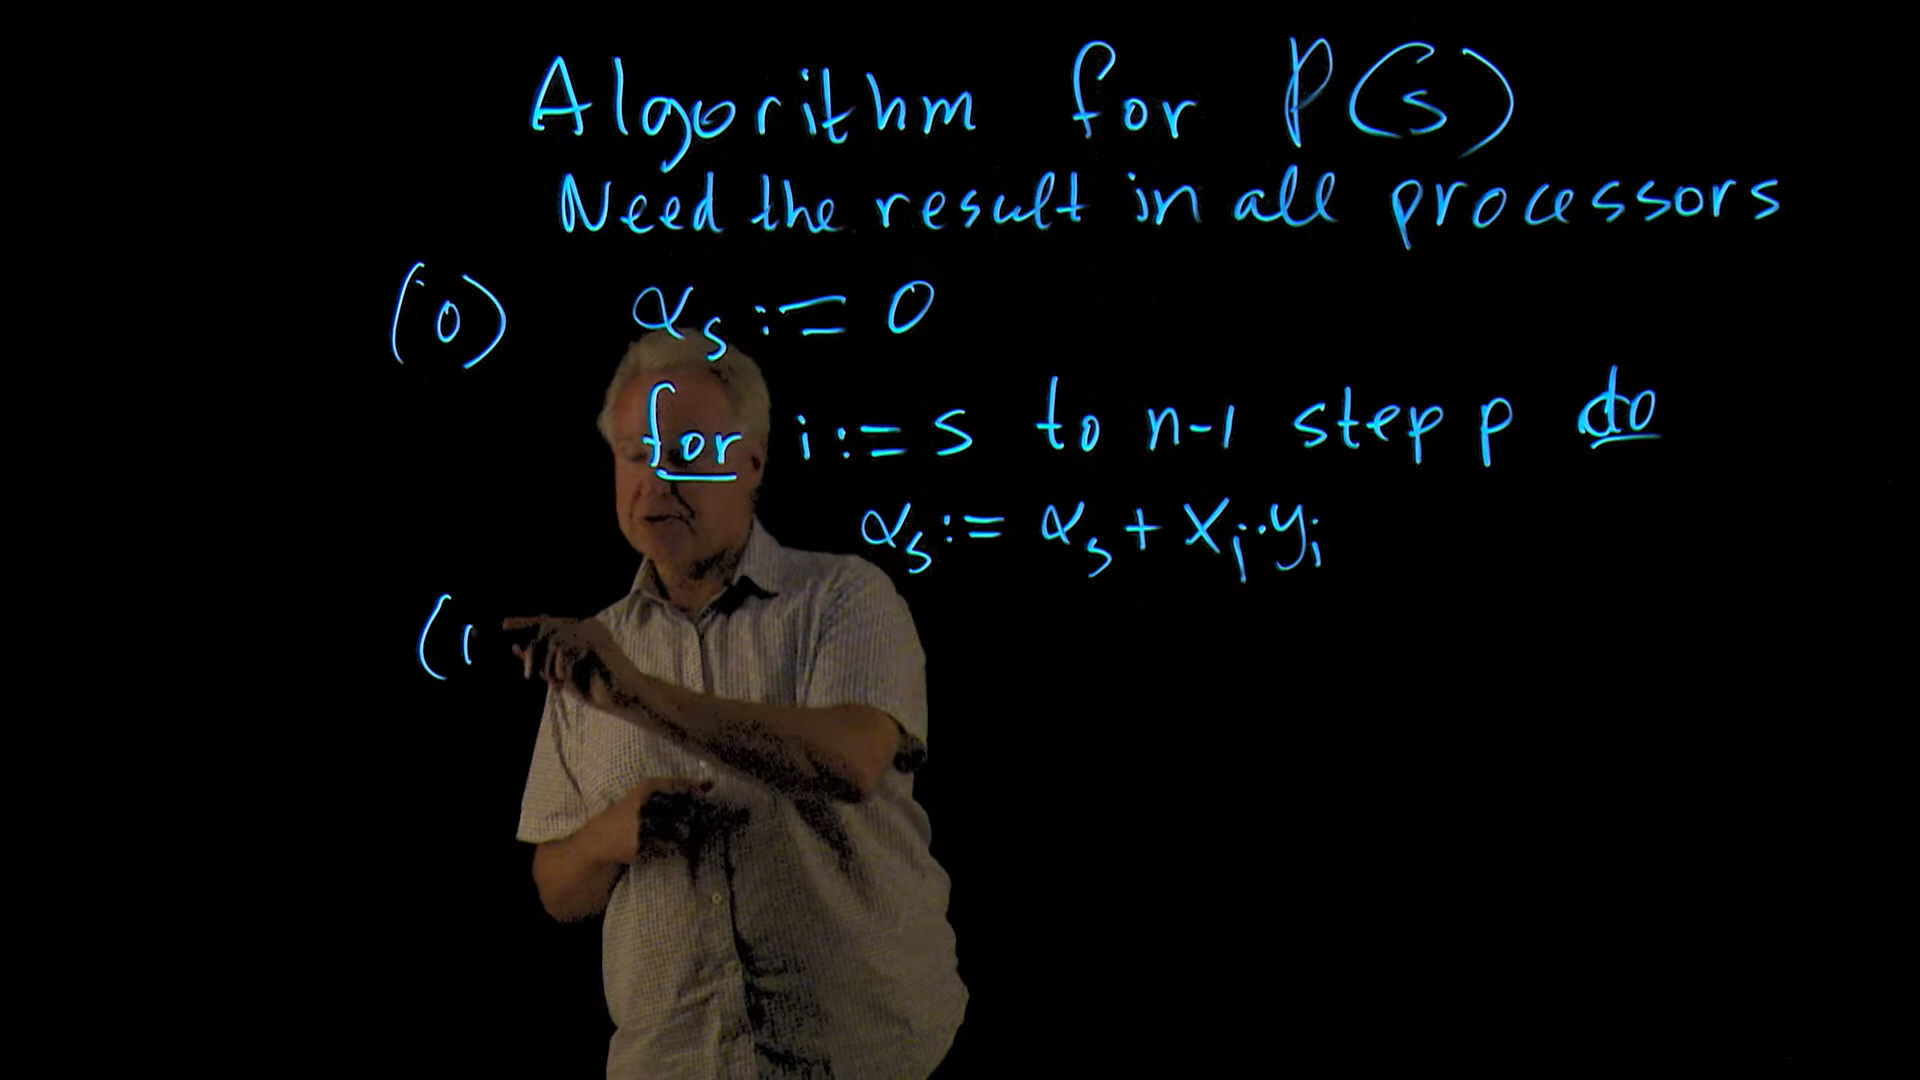 Algorithm for P(s)
Need the result in all processors
(0) αs := 0
for i := s to n-1 step p do
αs := αs + xi·yi
(1